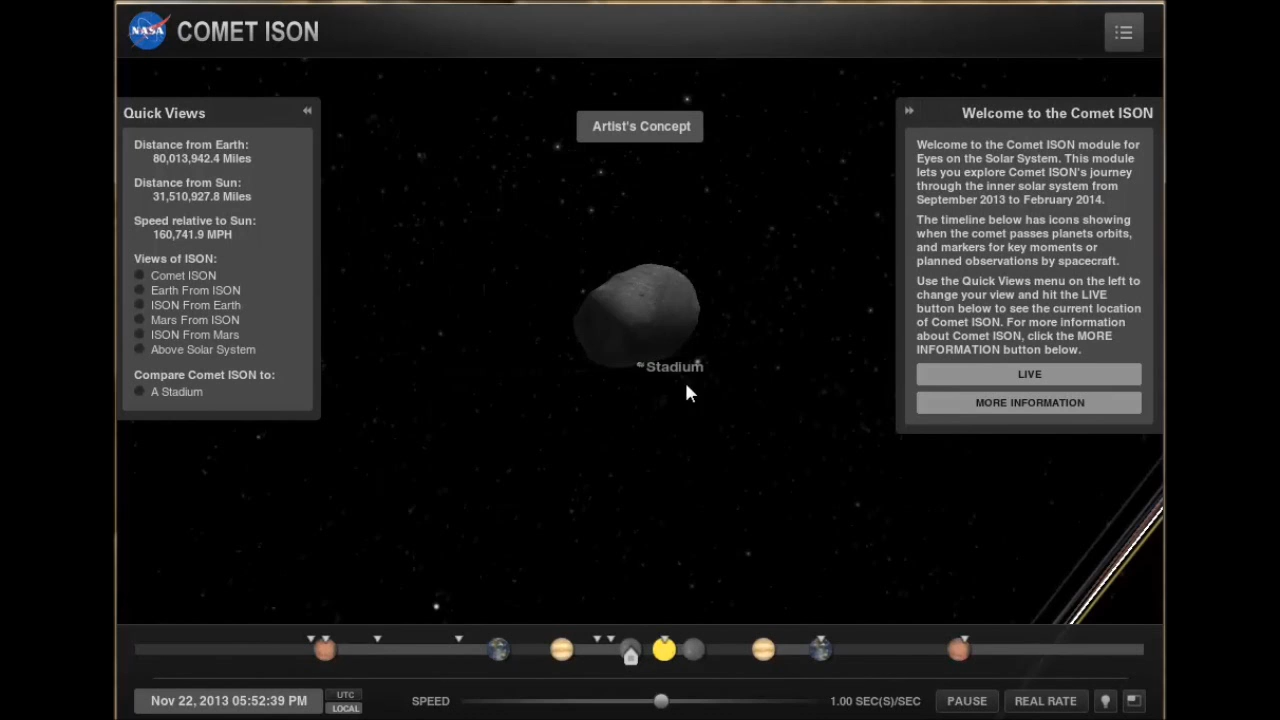 NASA
COMET ISON
Quick Views
Distance from Earth:
80,013,942.4 Miles
Distance from Sun:
31,510,927.8 Miles
Speed relative to Sun:
160,741.9 MPH
Views of ISON:
Comet ISON
Earth From ISON
ISON From Earth
Mars From ISON
ISON From Mars
Above Solar System
Compare Comet ISON to:
A Stadium
Artist's Concept
Stadium
Welcome to the Comet ISON
Welcome to the Comet ISON module for
Eyes on the Solar System. This module
lets you explore Comet ISON's journey
through the inner solar system from
September 2013 to February 2014.
The timeline below has icons showing
when the comet passes planets orbits,
and markers for key moments or
planned observations by spacecraft.
Use the Quick Views menu on the left to
change your view and hit the LIVE
button below to see the current location
of Comet ISON. For more information
about Comet ISON, click the MORE
INFORMATION button below.
LIVE
MORE INFORMATION
Nov 22, 2013 05:52:39 PM
UTC
LOCAL
SPEED
1.00 SEC(S)/SEC
PAUSE
REAL RATE